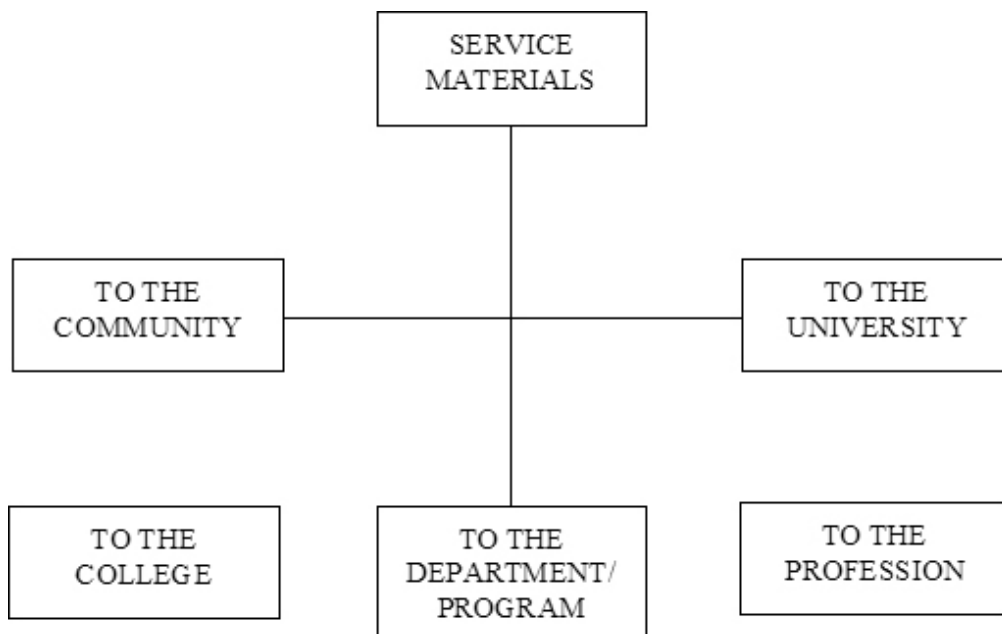 SERVICE
MATERIALS
TO THE
COMMUNITY
TO THE
UNIVERSITY
TO THE
COLLEGE
TO THE
DEPARTMENT/
PROGRAM
TO THE
PROFESSION